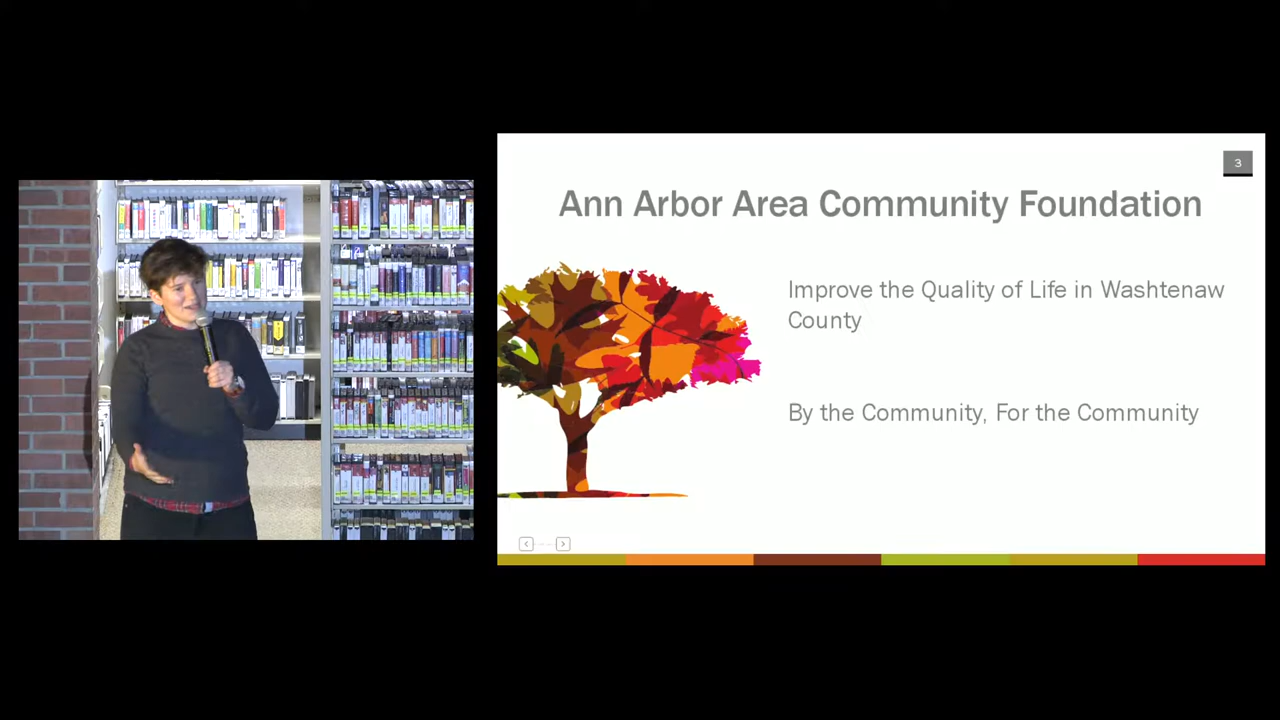 3
Ann Arbor Area Community Foundation
Improve the Quality of Life in Washtenaw
County
By the Community, For the Community